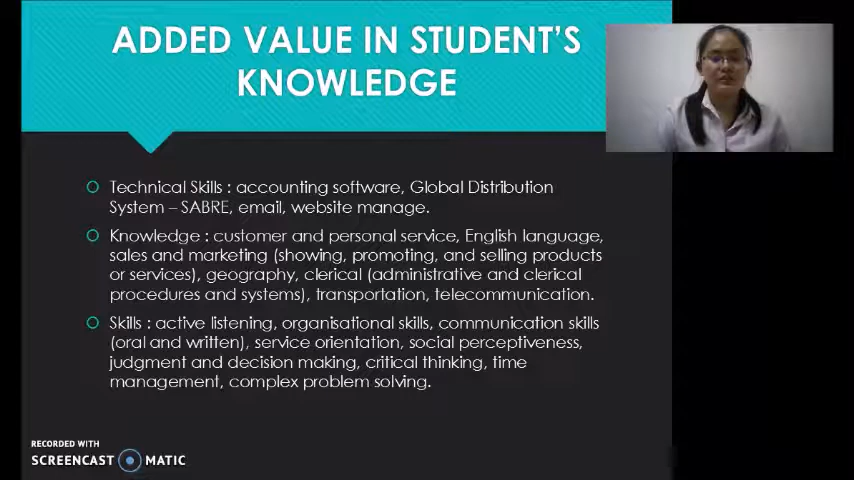 ADDED VALUE IN STUDENT'S
KNOWLEDGE
Technical Skills : accounting software, Global Distribution
System – SABRE, email, website manage.
Knowledge : customer and personal service, English language,
sales and marketing (showing, promoting, and selling products
or services), geography, clerical (administrative and clerical
procedures and systems), transportation, telecommunication.
Skills : active listening, organisational skills, communication skills
(oral and written), service orientation, social perceptiveness,
judgment and decision making, critical thinking, time
management, complex problem solving.
RECORDED WITH
SCREENCAST MATIC